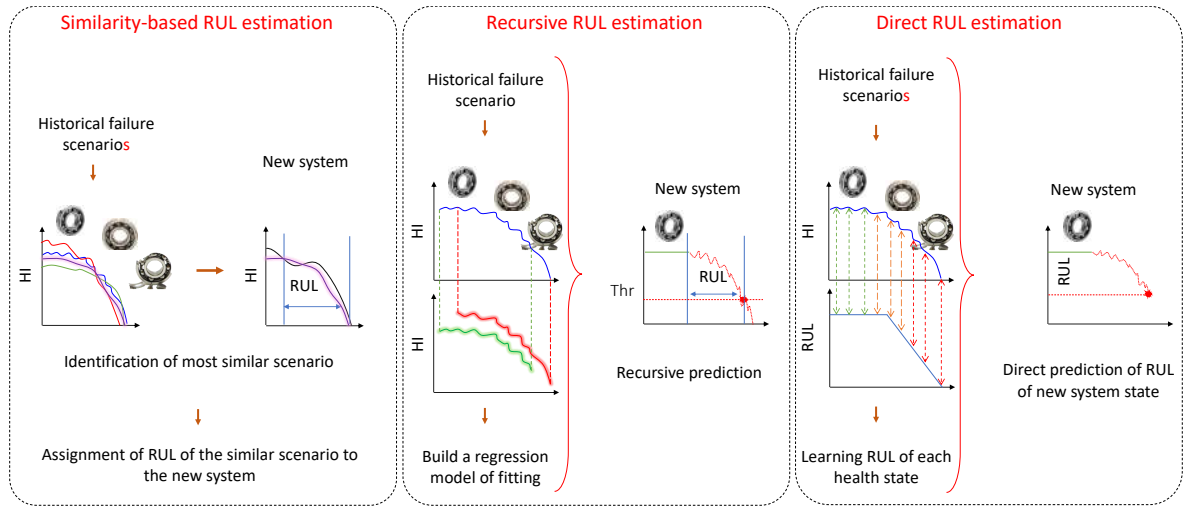 Similarity-based RUL estimation
Historical failure
scenarios
HI
New system
HI
RUL
Identification of most similar scenario
Assignment of RUL of the similar scenario to
the new system
Recursive RUL estimation
Historical failure
scenario
HI
HI
Build a regression
model of fitting
New system
HI
RUL
Thr
Recursive prediction
Direct RUL estimation
Historical failure
scenarios
HI
RUL
Learning RUL of each
health state
New system
RUL
Direct prediction of RUL
of new system state